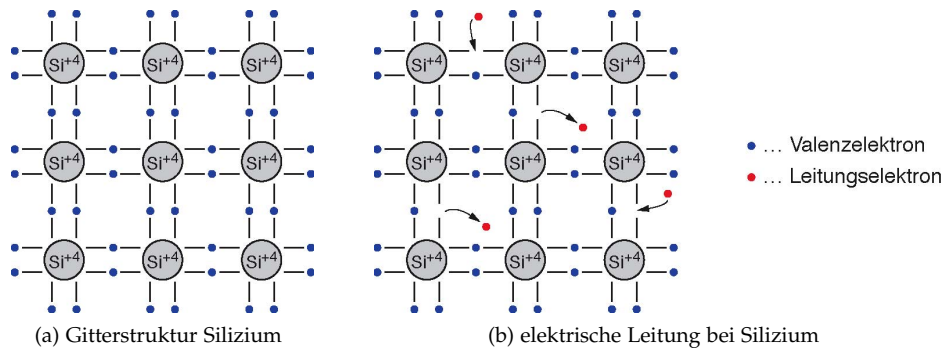 Si+4 Si+4 Si+4 Si+4 Si+4 Si+4
Si+4 Si+4 Si+4 Si+4 Si+4 Si+4
Si+4 Si+4 Si+4 Si+4 Si+4 Si+4
... Valenzelektron
... Leitungselektron
(a) Gitterstruktur Silizium
(b) elektrische Leitung bei Silizium